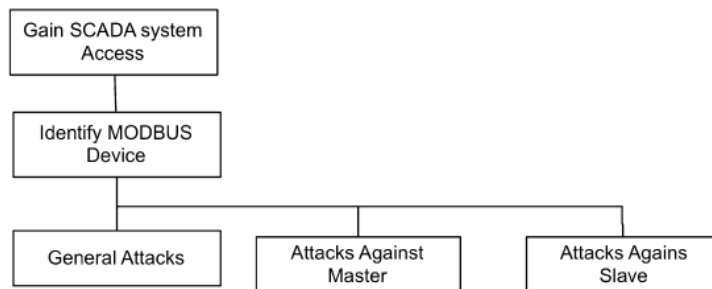 Gain SCADA system
Access
Identify MODBUS
Device
General Attacks
Attacks Against
Master
Attacks Agains
Slave